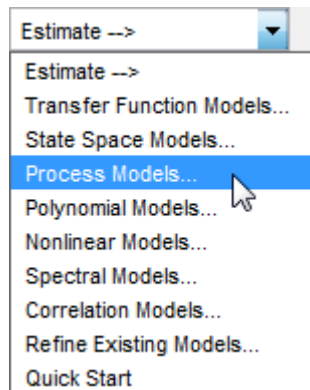 Estimate -->
Estimate -->
Transfer Function Models...
State Space Models...
Process Models...
Polynomial Models...
Nonlinear Models...
Spectral Models...
Correlation Models...
Refine Existing Models...
Quick Start